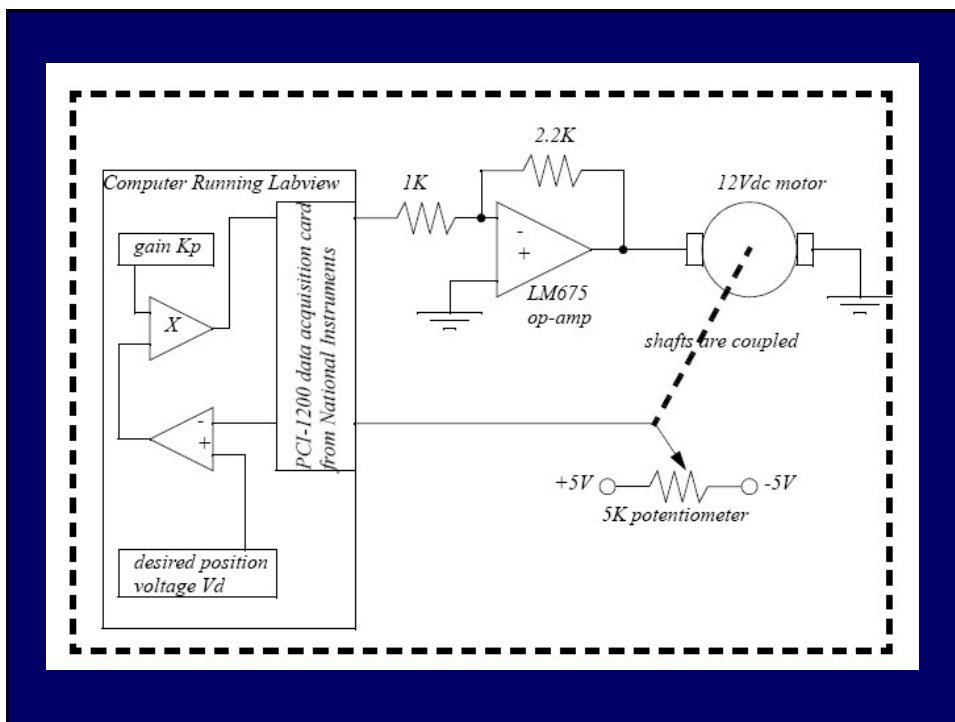 Computer Running Labview
gain Kp
X
-
+
desired position
voltage Vd
PCI-1200 data acquisition card
from National Instruments
1K
2.2K
-
+
LM675
op-amp
12Vdc motor
shafts are coupled
+5V
-5V
5K potentiometer